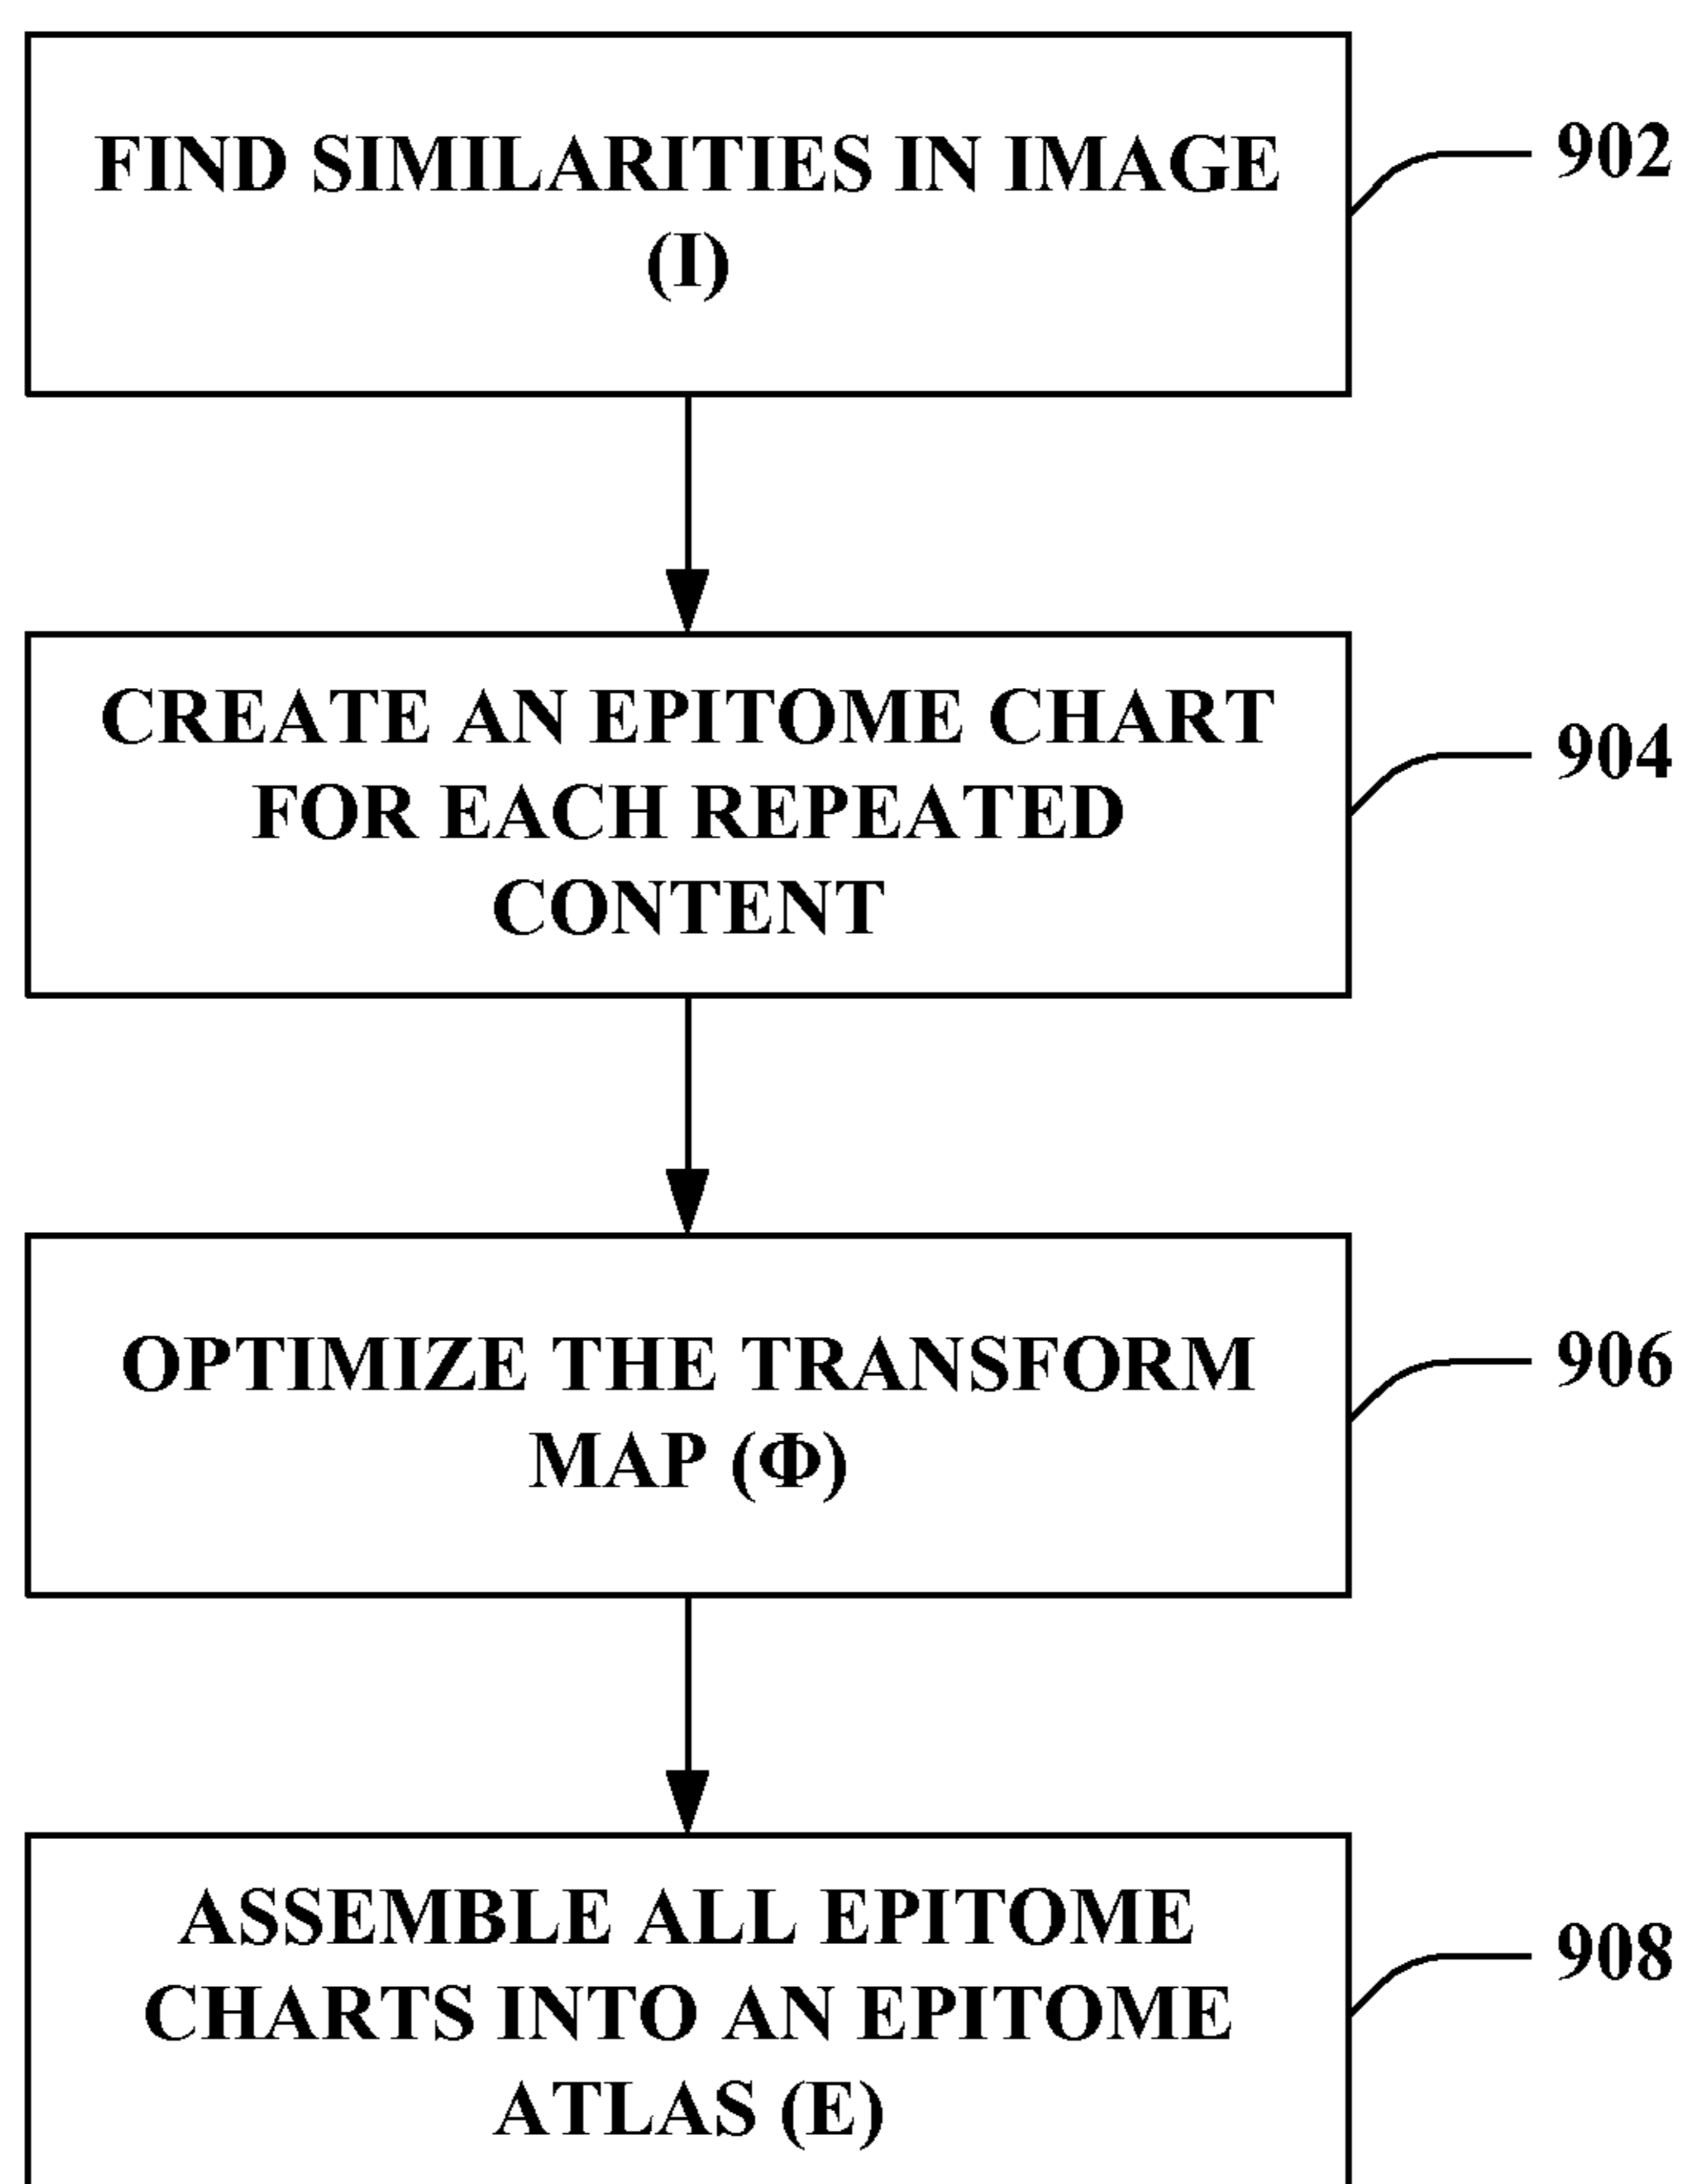 FIND SIMILARITIES IN IMAGE
(I)
902
CREATE AN EPITOME CHART
FOR EACH REPEATED
CONTENT
904
OPTIMIZE THE TRANSFORM
MAP (Φ)
906
ASSEMBLE ALL EPITOME
CHARTS INTO AN EPITOME
ATLAS (E)
908